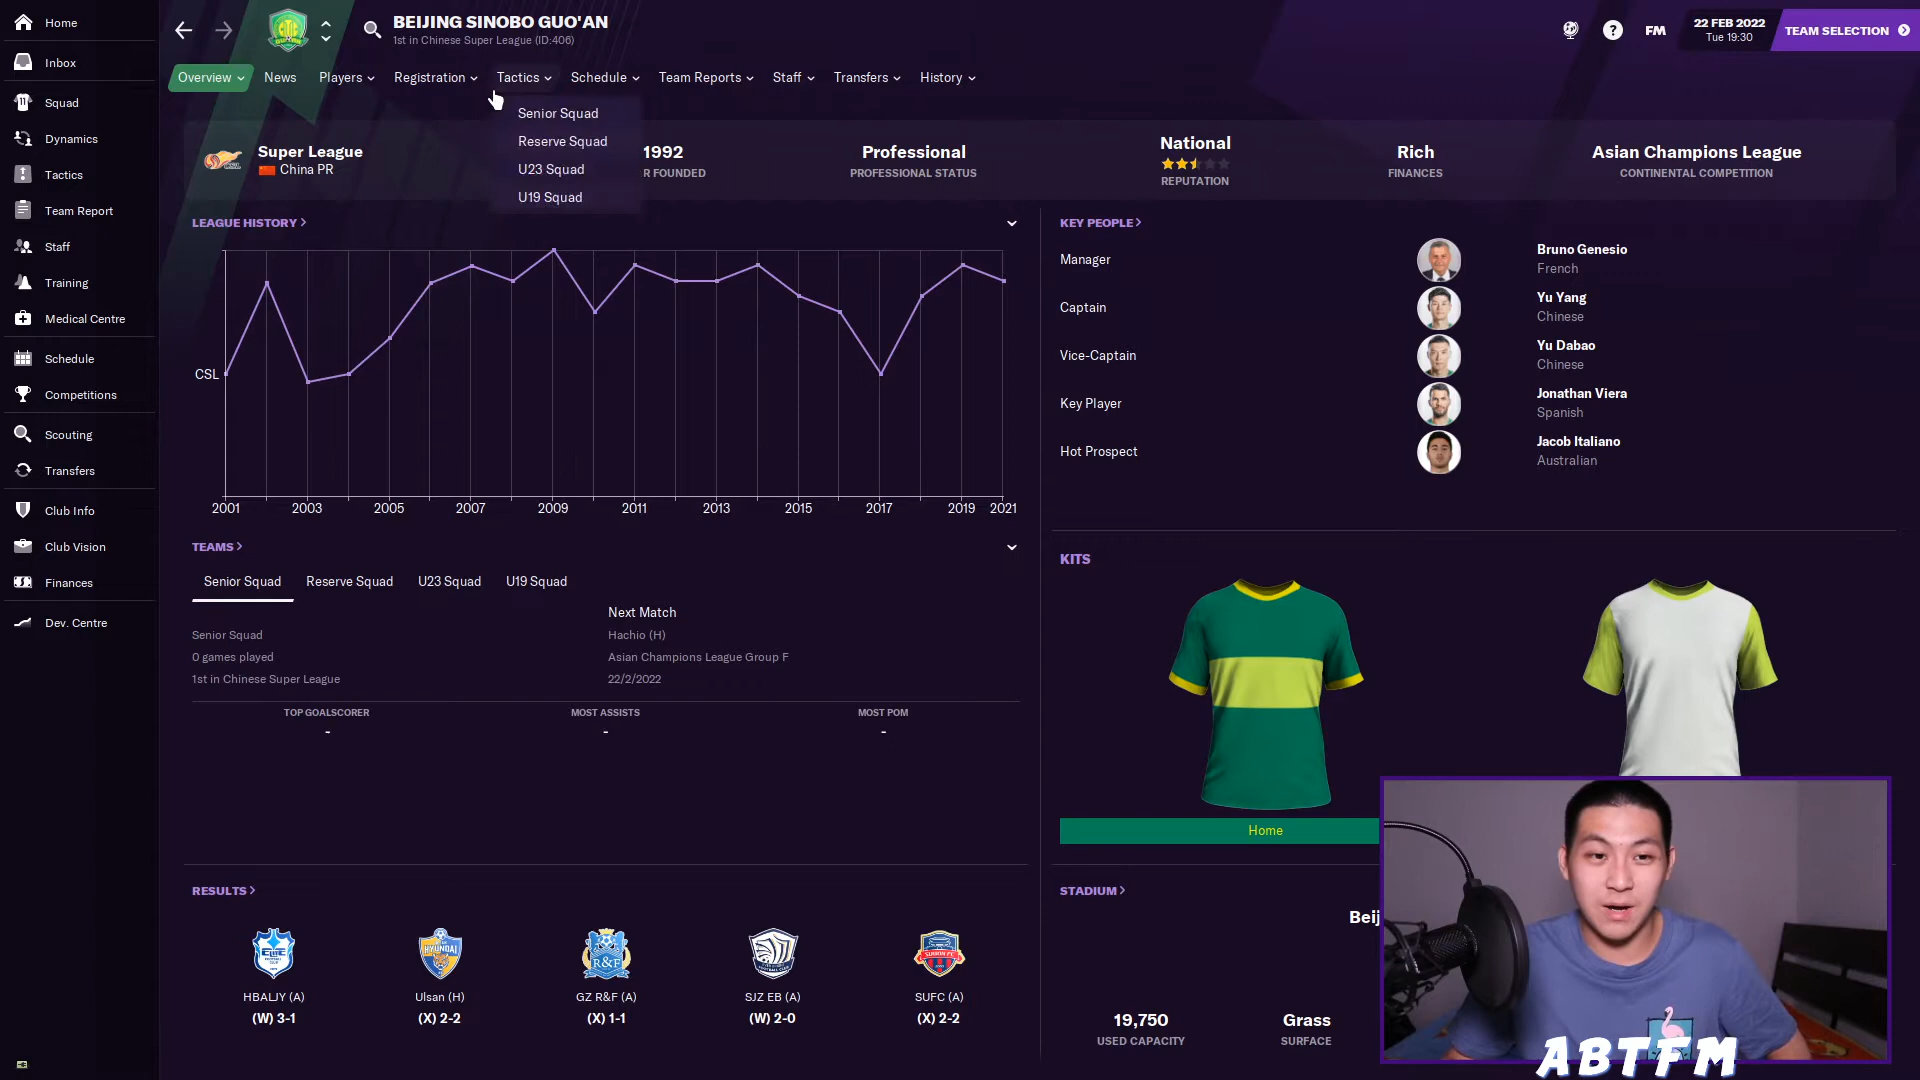 Home
Inbox
Squad
Dynamics
Tactics
Team Report
Staff
Training
Medical Centre
Schedule
Competitions
Scouting
Transfers
Club Info
Club Vision
Finances
Dev. Centre
BEIJING SINOBO GUO'AN
1st in Chinese Super League (ID:406)
?
FM
22 FEB 2022
Tue 19:30
TEAM SELECTION
Overview
News
Players
Registration
Tactics
Schedule
Team Reports
Staff
Transfers
History
Senior Squad
Reserve Squad
U23 Squad
U19 Squad
Super League
China PR
1992
R FOUNDED
Professional
PROFESSIONAL STATUS
National
REPUTATION
Rich
FINANCES
Asian Champions League
CONTINENTAL COMPETITION
LEAGUE HISTORY >
CSL
2001 2003 2005 2007 2009 2011 2013 2015 2017 2019 2021
TEAMS >
Senior Squad
Reserve Squad
U23 Squad
U19 Squad
Senior Squad
0 games played
1st in Chinese Super League
Next Match
Hachio (H)
Asian Champions League Group F
22/2/2022
TOP GOALSCORER
-
MOST ASSISTS
-
MOST POM
-
RESULTS >
R&F
HBALJY (A)
(W) 3-1
Ulsan (H)
(X) 2-2
GZ R&F (A)
(X) 1-1
SJZ EB (A)
(W) 2-0
SUFC (A)
(X) 2-2
KEY PEOPLE >
Manager
Bruno Genesio
French
Captain
Yu Yang
Chinese
Vice-Captain
Yu Dabao
Chinese
Key Player
Jonathan Viera
Spanish
Hot Prospect
Jacob Italiano
Australian
KITS
Home
STADIUM >
Beij
19,750
USED CAPACITY
Grass
SURFACE
ABTFM